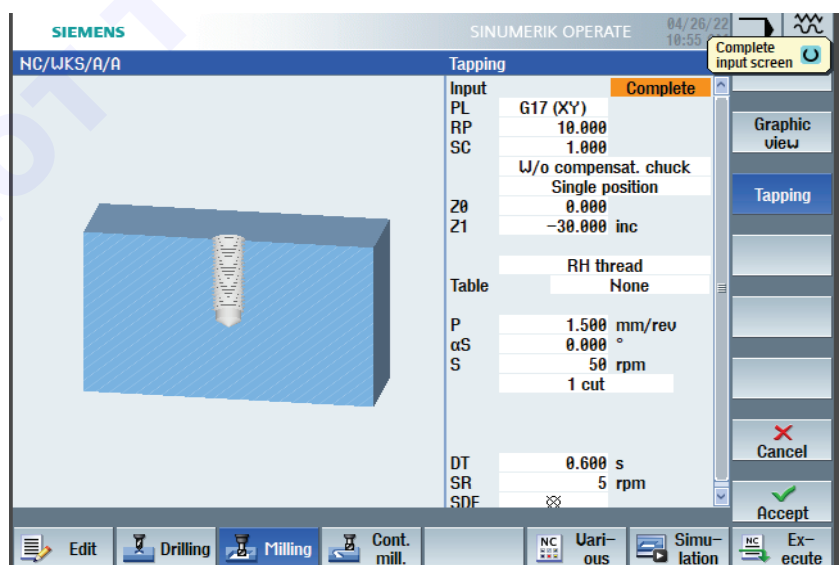 SIEMENS
SINUMERIK OPERATE
04/26/22
10:55
Complete
input screen
NC/WKS/A/A
Tapping
Input Complete
PL G17 (XY)
RP 10.000
SC 1.000
W/o compensat. chuck
Single position
Z0 0.000
Z1 -30.000 inc
RH thread
Table None
P 1.500 mm/rev
αS 0.000 °
S 50 rpm
1 cut
DT 0.600 s
SR 5 rpm
SDE
Graphic
view
Tapping
Cancel
Accept
Edit
Drilling
Milling
Cont.
mill.
NC
Vari-
ous
Simu-
lation
NC
Ex-
ecute